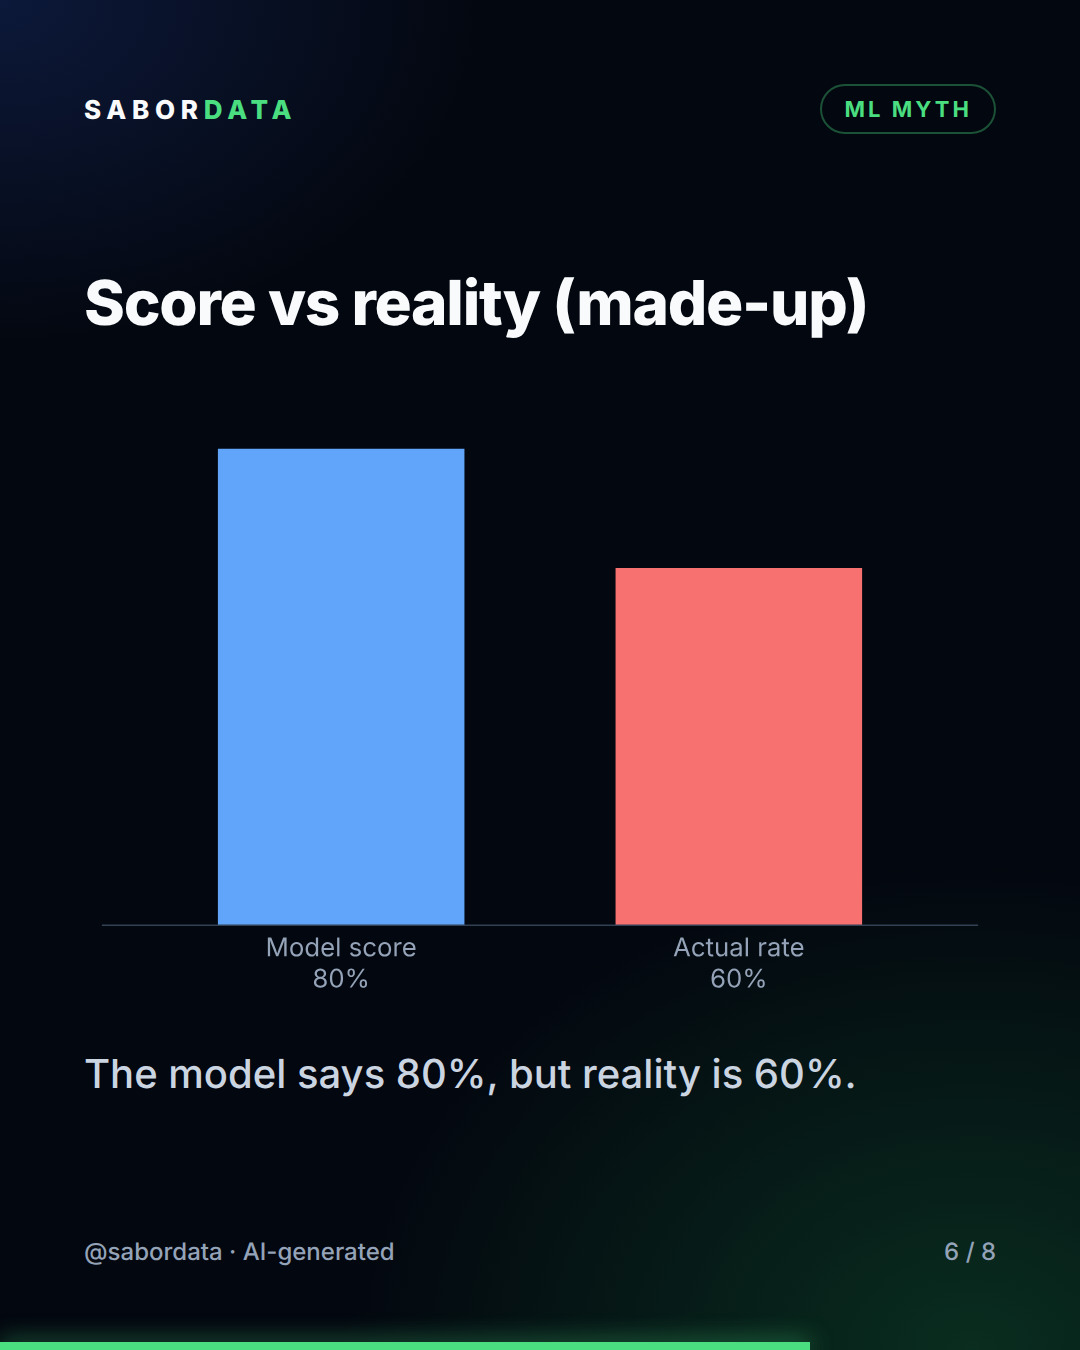 SABORDATA
ML MYTH
Score vs reality (made-up)
Model score
80%
Actual rate
60%
The model says 80%, but reality is 60%.
@sabordata · AI-generated
6 / 8